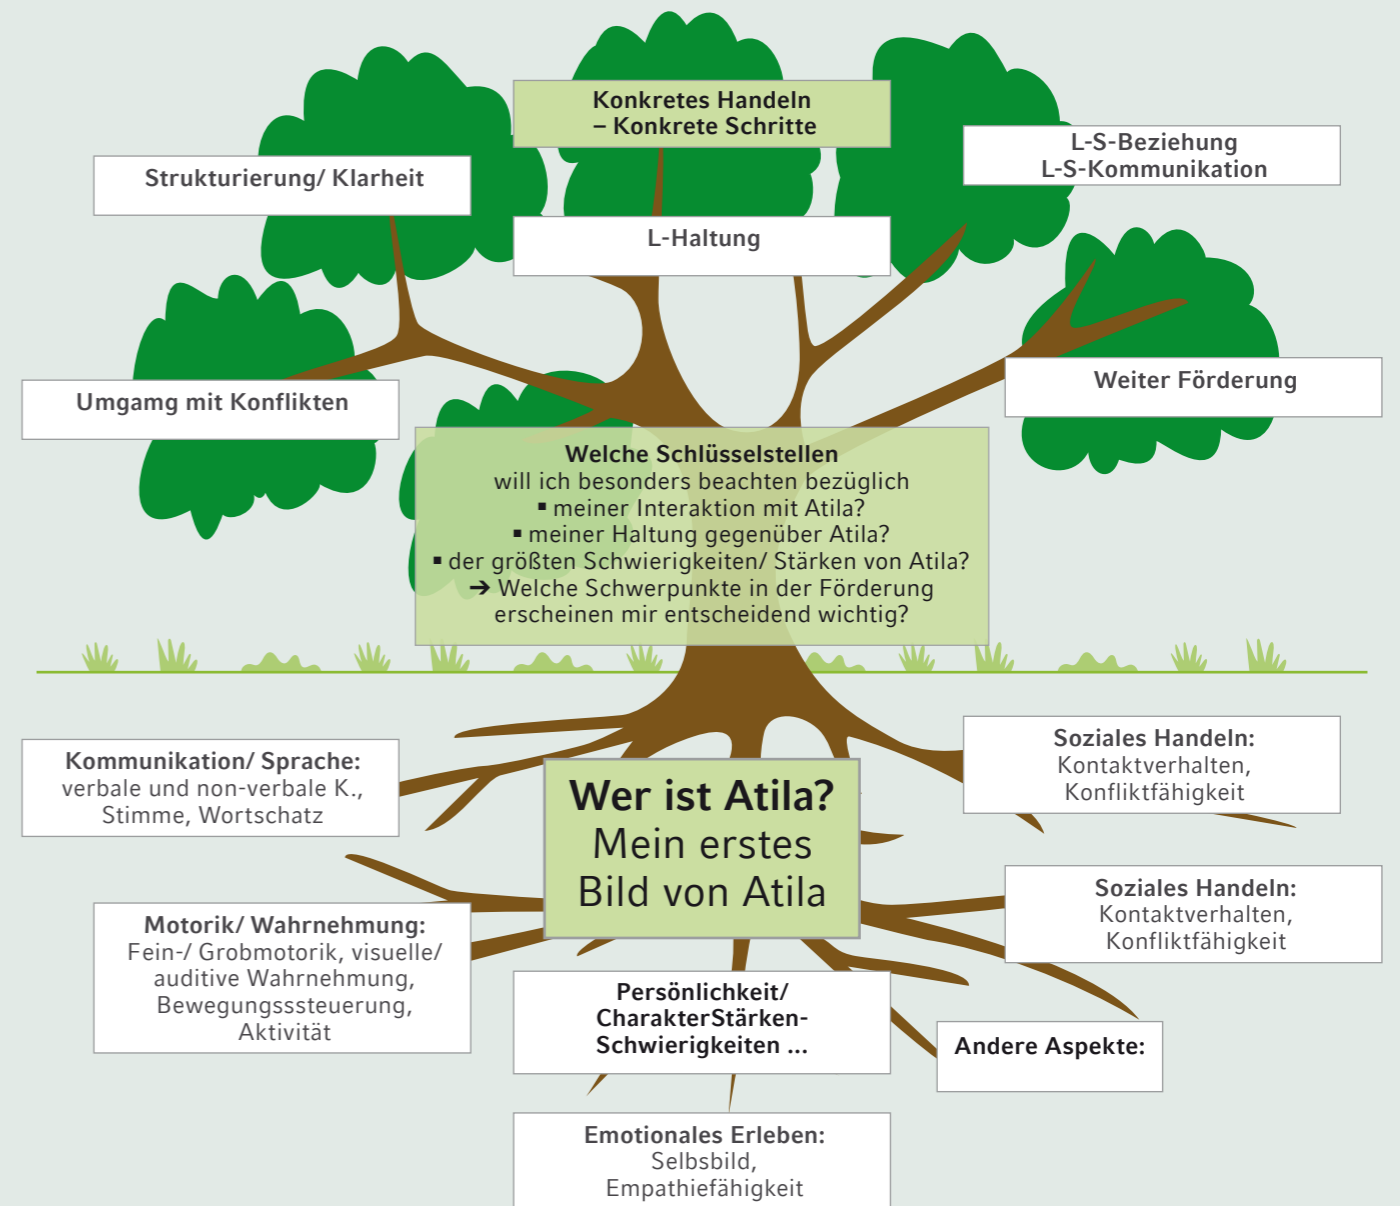 Konkretes Handeln
– Konkrete Schritte
L-S-Beziehung
L-S-Kommunikation
Strukturierung/ Klarheit
L-Haltung
Weiter Förderung
Umgamg mit Konflikten
Welche Schlüsselstellen
will ich besonders beachten bezüglich
▪ meiner Interaktion mit Atila?
▪ meiner Haltung gegenüber Atila?
▪ der größten Schwierigkeiten/ Stärken von Atila?
➔ Welche Schwerpunkte in der Förderung
erscheinen mir entscheidend wichtig?
Kommunikation/ Sprache:
verbale und non-verbale K.,
Stimme, Wortschatz
Wer ist Atila?
Mein erstes
Bild von Atila
Soziales Handeln:
Kontaktverhalten,
Konfliktfähigkeit
Soziales Handeln:
Kontaktverhalten,
Konfliktfähigkeit
Motorik/ Wahrnehmung:
Fein-/ Grobmotorik, visuelle/
auditive Wahrnehmung,
Bewegungsssteuerung,
Aktivität
Persönlichkeit/
CharakterStärken-
Schwierigkeiten ...
Andere Aspekte:
Emotionales Erleben:
Selbsbild,
Empathiefähigkeit